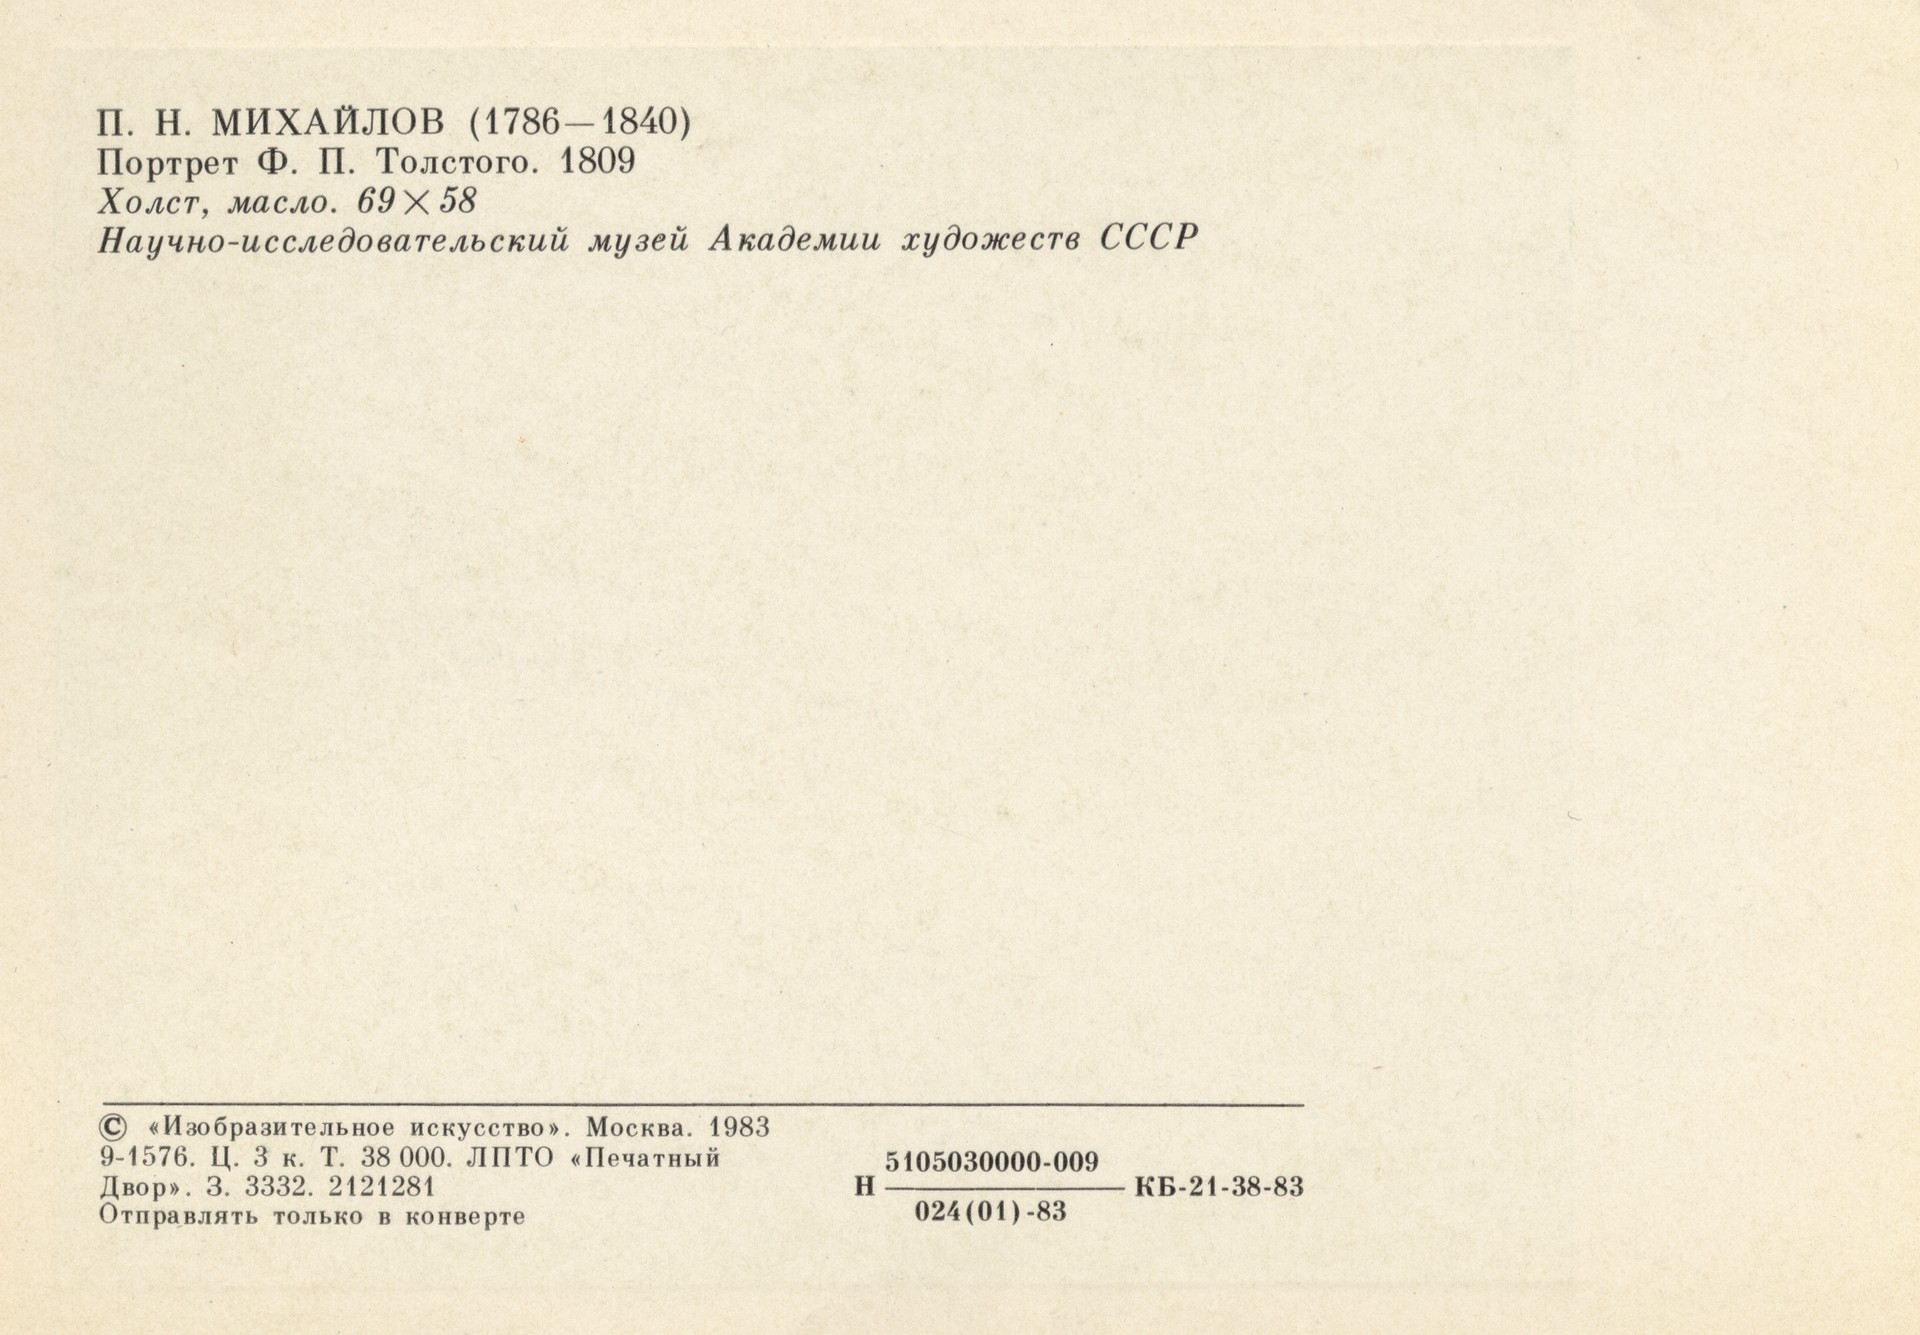 П. Н. МИХАЙЛОВ (1786—1840)
Портрет Ф. П. Толстого. 1809
Холст, масло. 69×58
Научно-исследовательский музей Академии художеств СССР
© «Изобразительное искусство». Москва. 1983
9-1576. Ц. 3 к. Т. 38 000. ЛПТО «Печатный
Двор». З. 3332. 2121281
Отправлять только в конверте
5105030000-009
Н КБ-21-38-83
024(01)-83